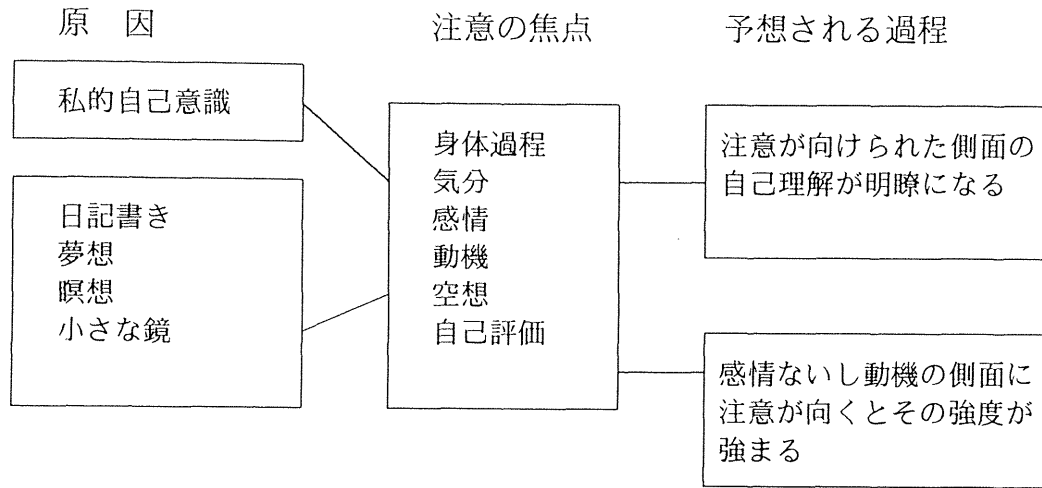 原　因
注意の焦点
予想される過程
私的自己意識
日記書き
夢想
瞑想
小さな鏡
身体過程
気分
感情
動機
空想
自己評価
注意が向けられた側面の
自己理解が明瞭になる
感情ないし動機の側面に
注意が向くとその強度が
強まる